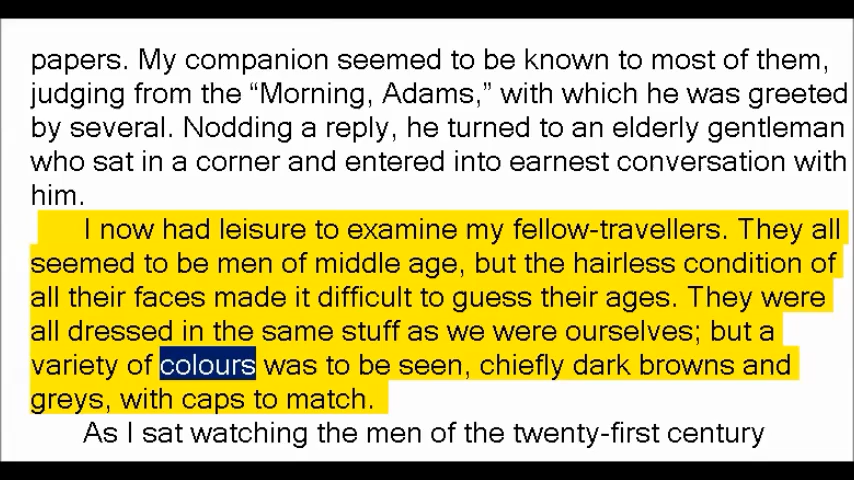 papers. My companion seemed to be known to most of them,
judging from the “Morning, Adams,” with which he was greeted
by several. Nodding a reply, he turned to an elderly gentleman
who sat in a corner and entered into earnest conversation with
him.
I now had leisure to examine my fellow-travellers. They all
seemed to be men of middle age, but the hairless condition of
all their faces made it difficult to guess their ages. They were
all dressed in the same stuff as we were ourselves; but a
variety of colours was to be seen, chiefly dark browns and
greys, with caps to match.
As I sat watching the men of the twenty-first century